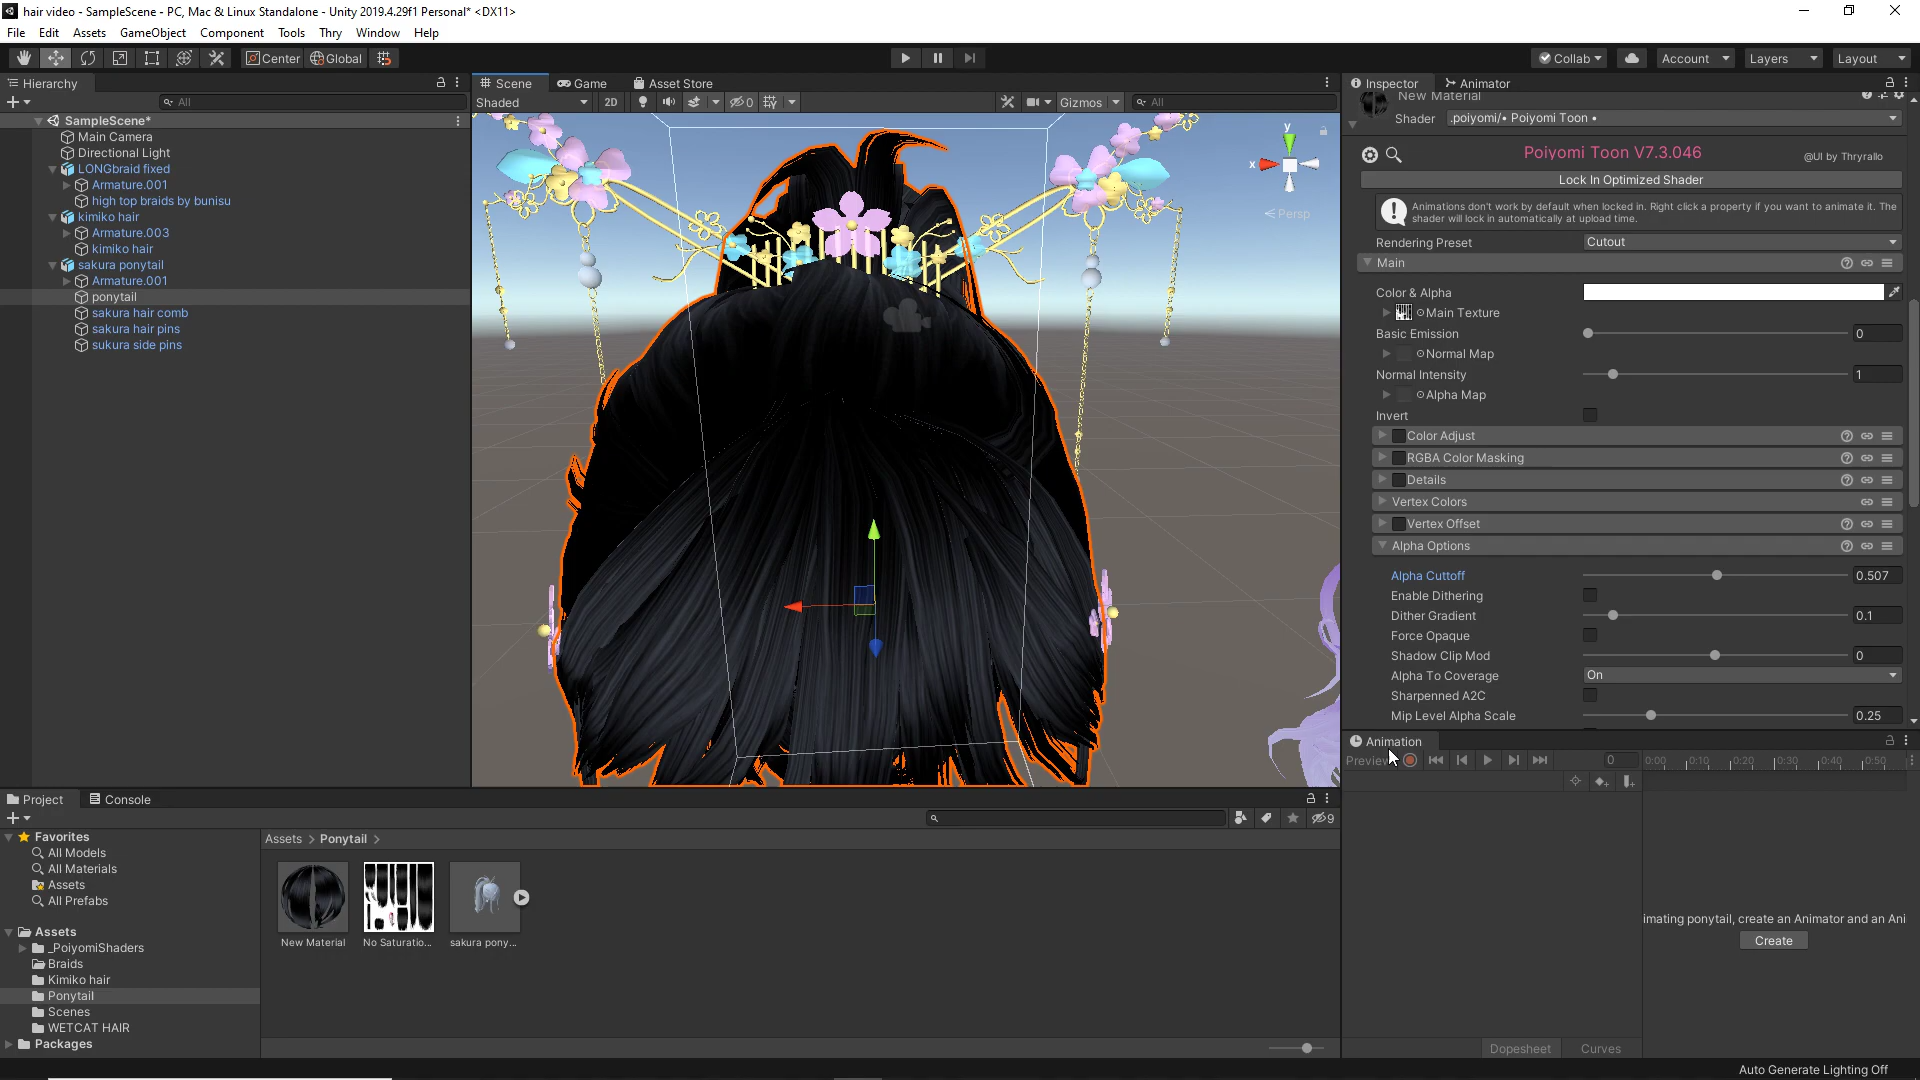 hair video - SampleScene - PC, Mac & Linux Standalone - Unity 2019.4.29f1 Personal* <DX11>
File Edit Assets GameObject Component Tools Thry Window Help
Center Global Collab Account Layers Layout
Hierarchy
All
SampleScene*
Main Camera
Directional Light
LONGbraid fixed
Armature.001
high top braids by bunisu
kimiko hair
Armature.003
kimiko hair
sakura ponytail
Armature.001
ponytail
sakura hair comb
sakura hair pins
sukura side pins
Scene Game Asset Store
Shaded 2D 0 Gizmos All
y
x
Persp
Inspector Animator
New Material
Shader .poiyomi/• Poiyomi Toon •
Poiyomi Toon V7.3.046 @UI by Thryrallo
Lock In Optimized Shader
Animations don't work by default when locked in. Right click a property if you want to animate it. The
shader will lock in automatically at upload time.
Rendering Preset Cutout
Main
Color & Alpha
Main Texture
Basic Emission 0
Normal Map
Normal Intensity 1
Alpha Map
Invert
Color Adjust
RGBA Color Masking
Details
Vertex Colors
Vertex Offset
Alpha Options
Alpha Cuttoff 0.507
Enable Dithering
Dither Gradient 0.1
Force Opaque
Shadow Clip Mod 0
Alpha To Coverage On
Sharpenned A2C
Mip Level Alpha Scale 0.25
Animation
Preview 0 0:00 0:10 0:20 0:30 0:40 0:50
imating ponytail, create an Animator and an Ani
Create
Dopesheet Curves
Project Console
9
Favorites
All Models
All Materials
Assets
All Prefabs
Assets
_PoiyomiShaders
Braids
Kimiko hair
Ponytail
Scenes
WETCAT HAIR
Packages
Assets > Ponytail >
New Material No Saturatio... sakura pony...
Auto Generate Lighting Off